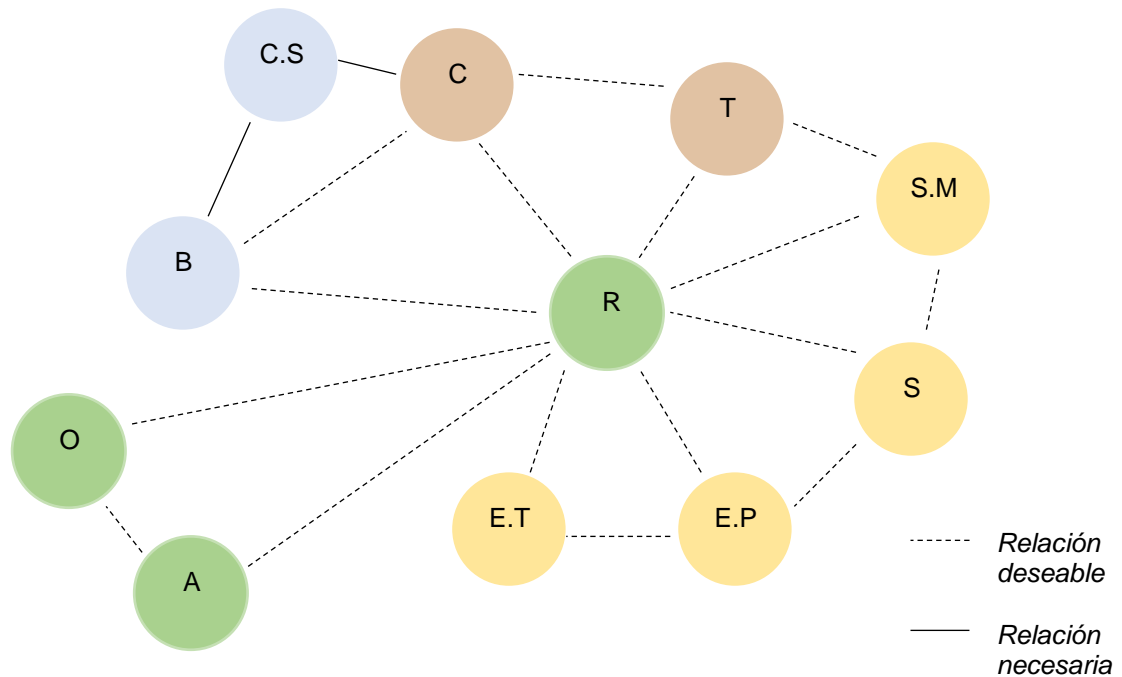 C.S
C
T
S.M
B
R
S
O
E.T
E.P
A
Relación
deseable
Relación
necesaria